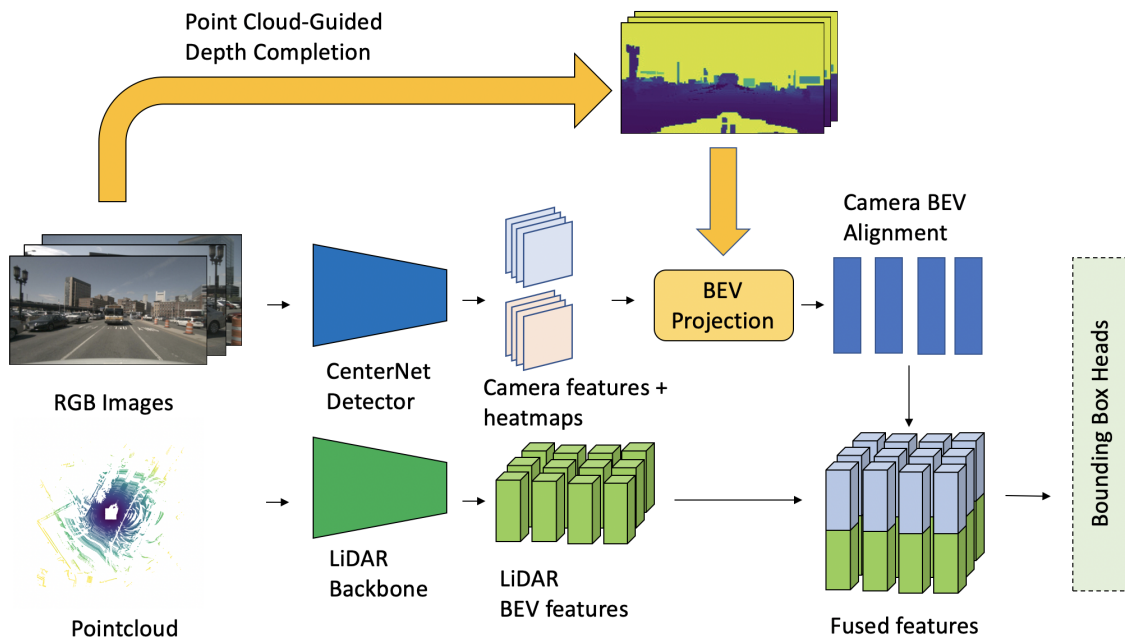 Point Cloud-Guided
Depth Completion
Camera BEV
Alignment
BEV
Projection
CenterNet
Detector
Camera features +
heatmaps
RGB Images
LiDAR
Backbone
LiDAR
BEV features
Pointcloud
Fused features
Bounding Box Heads